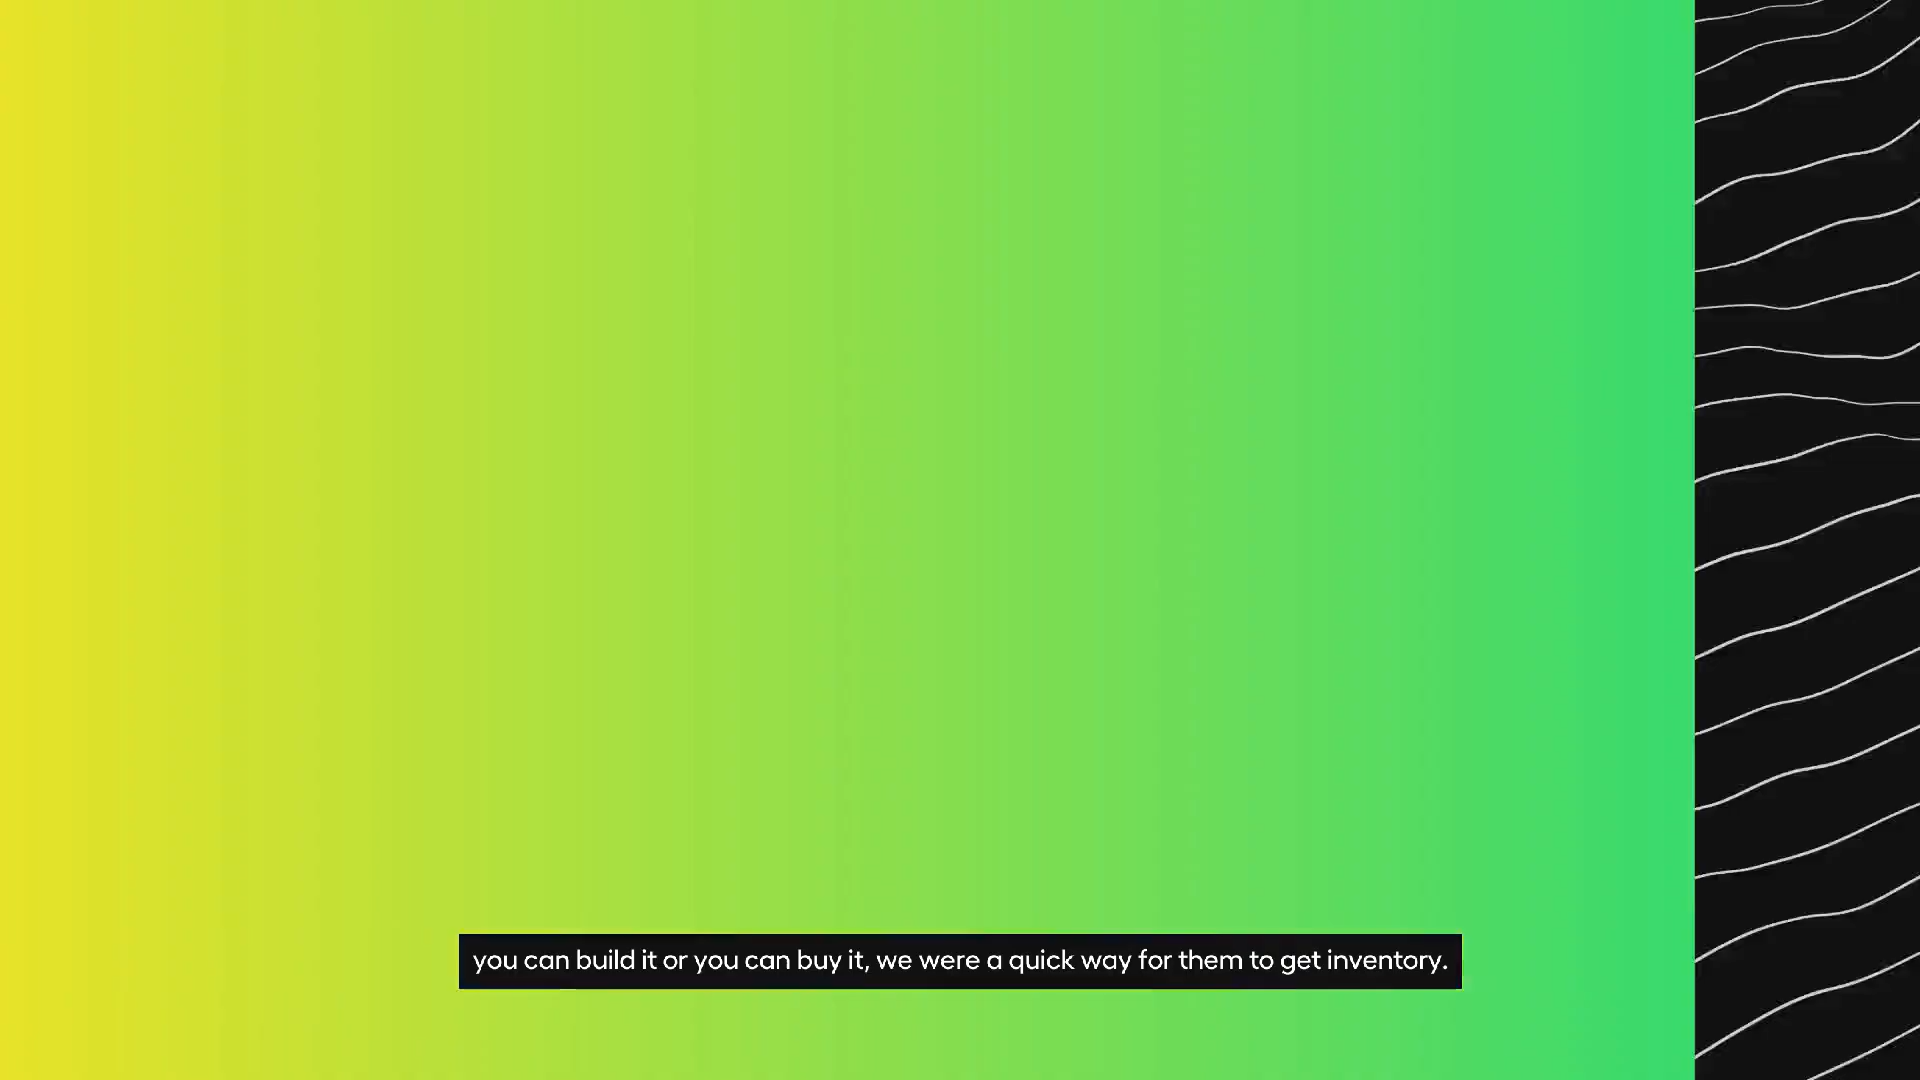 you can build it or you can buy it, we were a quick way for them to get inventory.